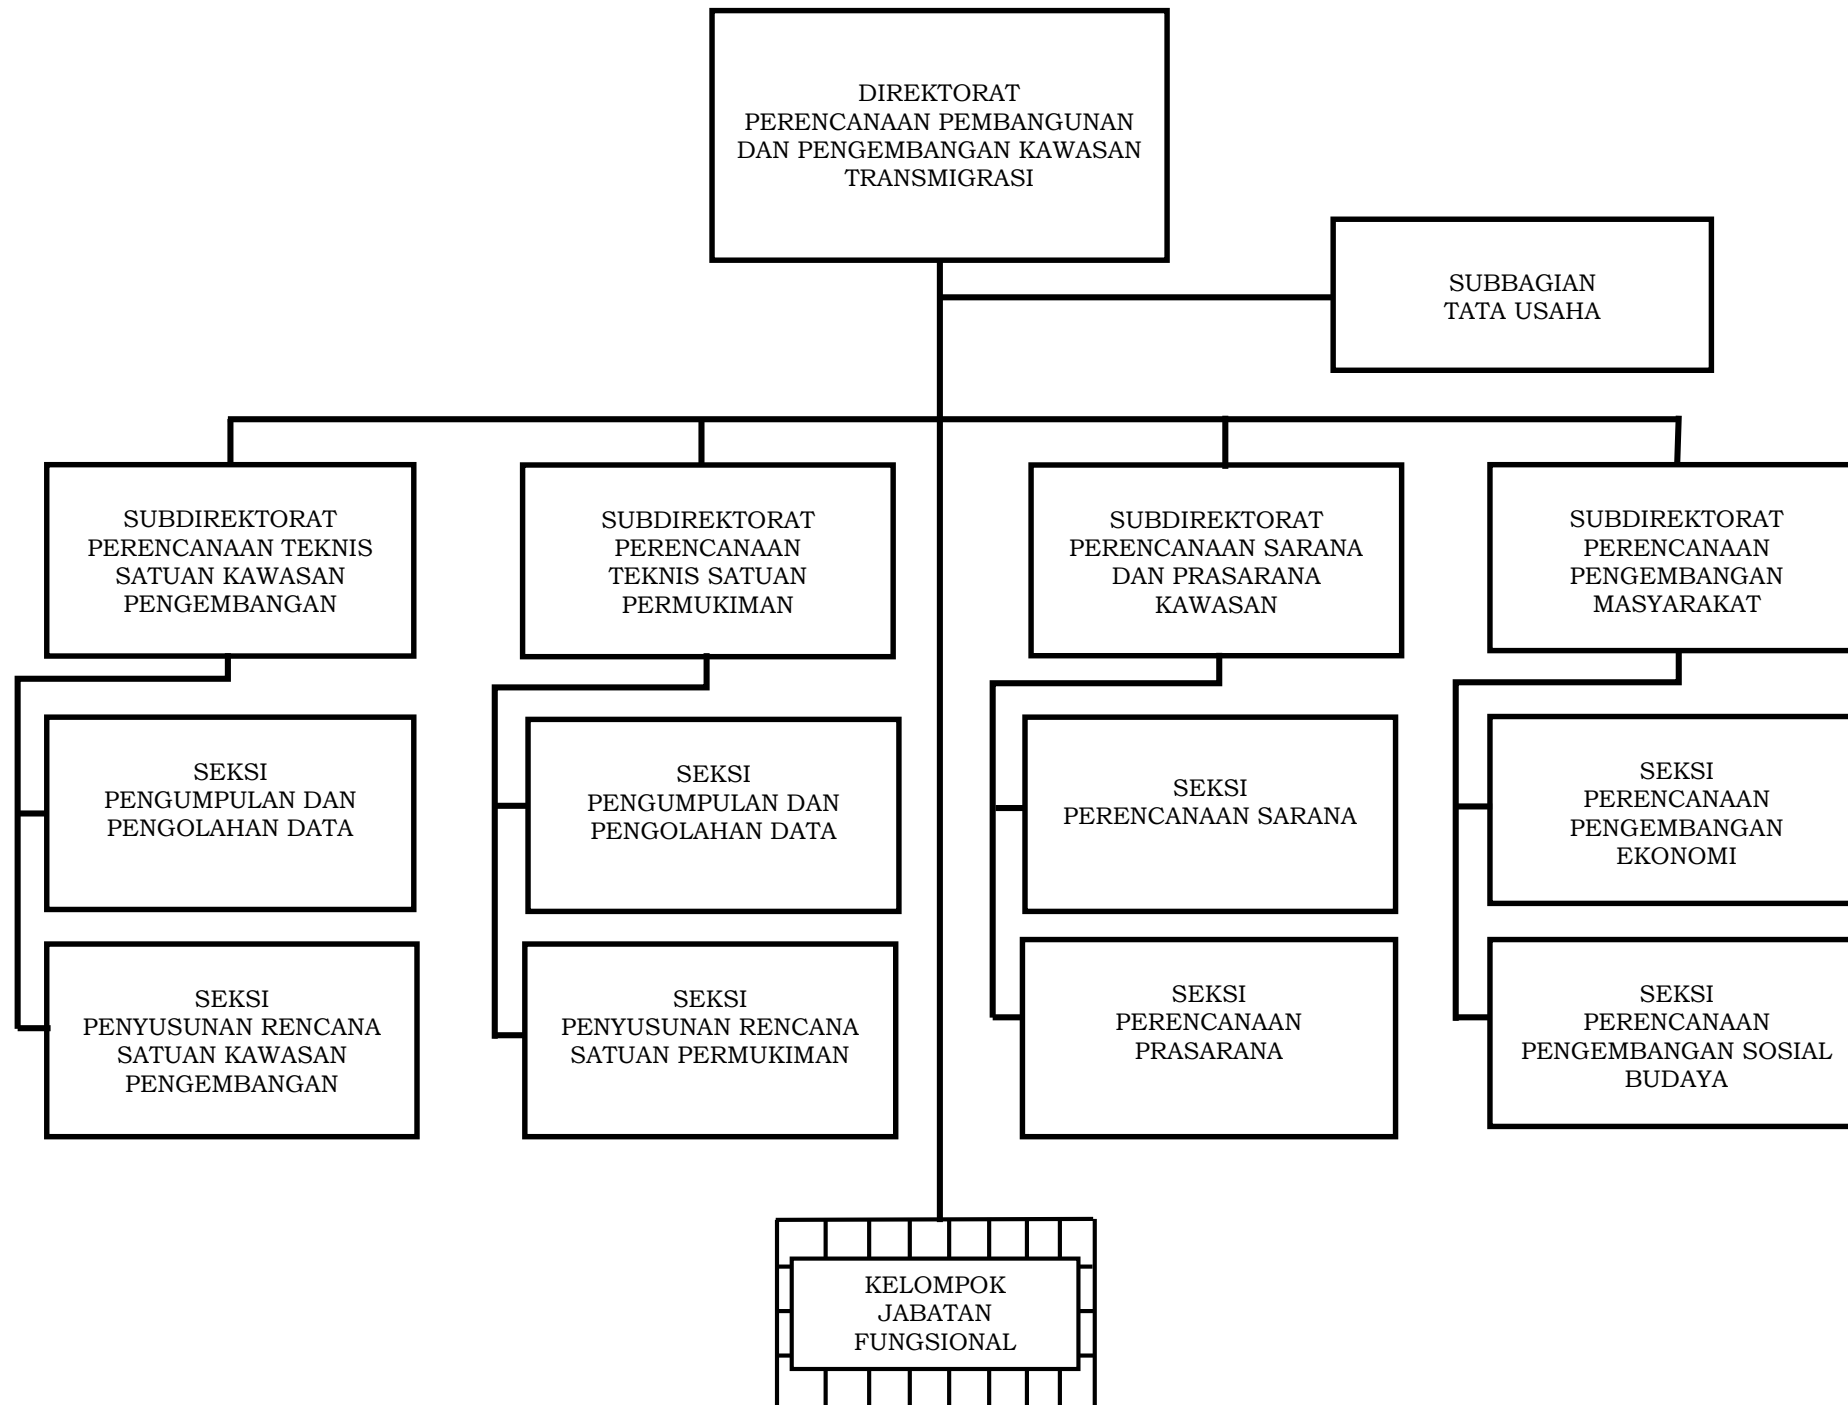 DIREKTORAT
PERENCANAAN PEMBANGUNAN
DAN PENGEMBANGAN KAWASAN
TRANSMIGRASI
SUBBAGIAN
TATA USAHA
SUBDIREKTORAT
PERENCANAAN TEKNIS
SATUAN KAWASAN
PENGEMBANGAN
SUBDIREKTORAT
PERENCANAAN
TEKNIS SATUAN
PERMUKIMAN
SUBDIREKTORAT
PERENCANAAN SARANA
DAN PRASARANA
KAWASAN
SUBDIREKTORAT
PERENCANAAN
PENGEMBANGAN
MASYARAKAT
SEKSI
PENGUMPULAN DAN
PENGOLAHAN DATA
SEKSI
PENGUMPULAN DAN
PENGOLAHAN DATA
SEKSI
PERENCANAAN SARANA
SEKSI
PERENCANAAN
PENGEMBANGAN
EKONOMI
SEKSI
PENYUSUNAN RENCANA
SATUAN KAWASAN
PENGEMBANGAN
SEKSI
PENYUSUNAN RENCANA
SATUAN PERMUKIMAN
SEKSI
PERENCANAAN
PRASARANA
SEKSI
PERENCANAAN
PENGEMBANGAN SOSIAL
BUDAYA
KELOMPOK
JABATAN
FUNGSIONAL